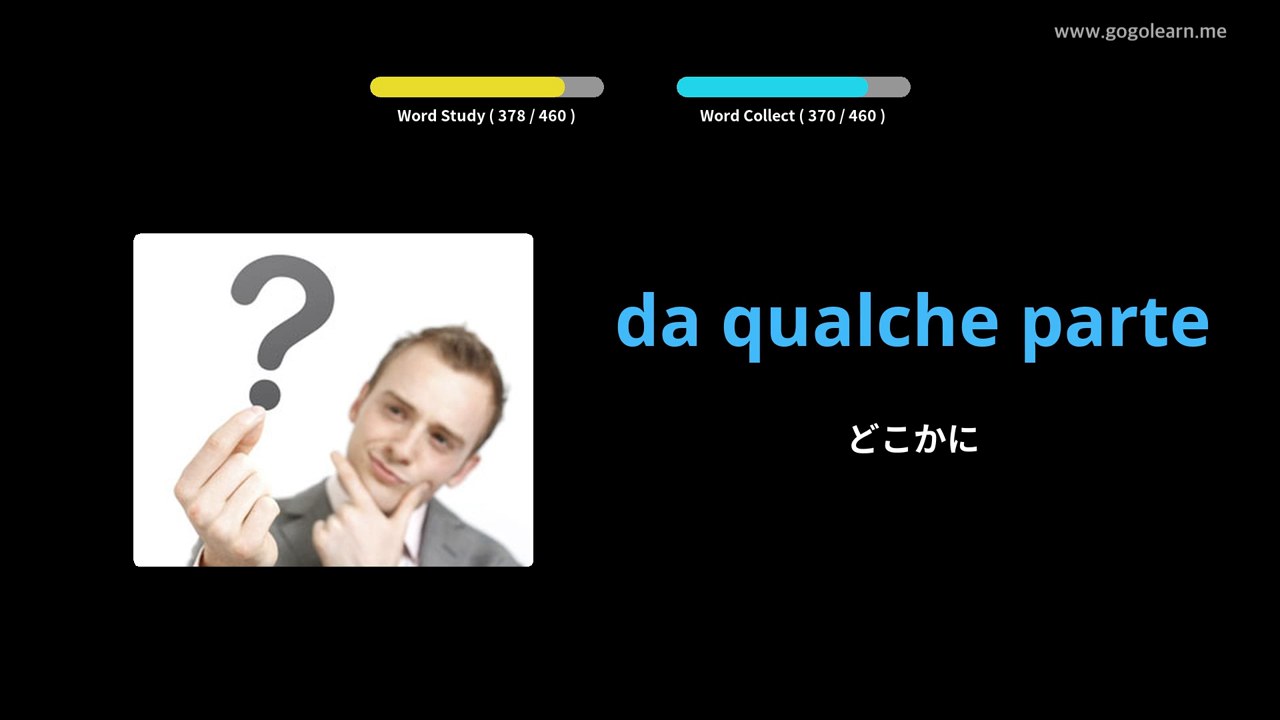 www.gogolearn.me
Word Study ( 378 / 460 )
Word Collect ( 370 / 460 )
da qualche parte
どこかに